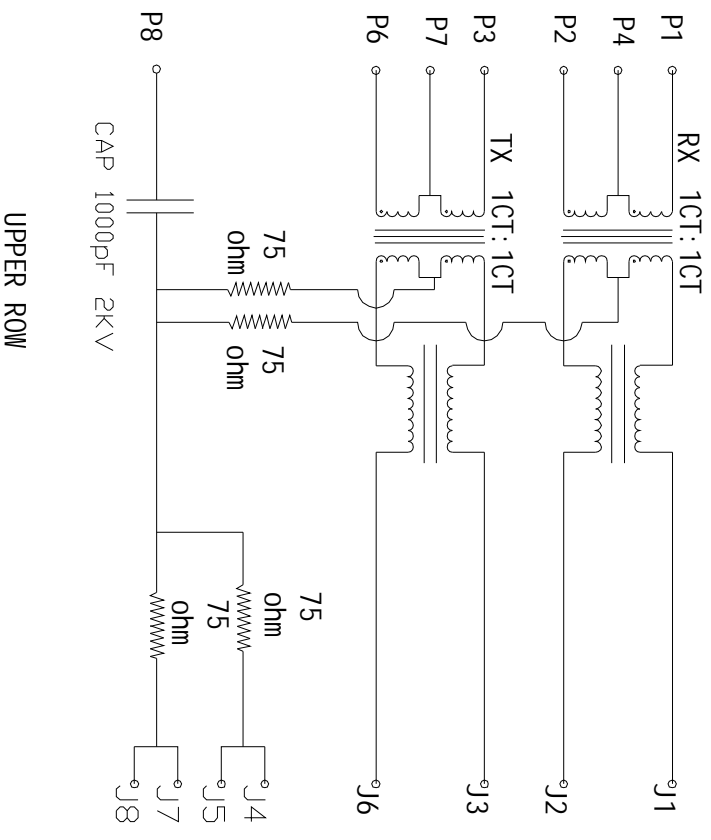 P1
P4
P2
P3
P7
P6
P8
RX 1CT:1CT
TX 1CT:1CT
75
ohm
75
ohm
CAP 1000pF 2KV
75
ohm
75
ohm
J1
J2
J3
J6
J4
J5
J7
J8
UPPER ROW